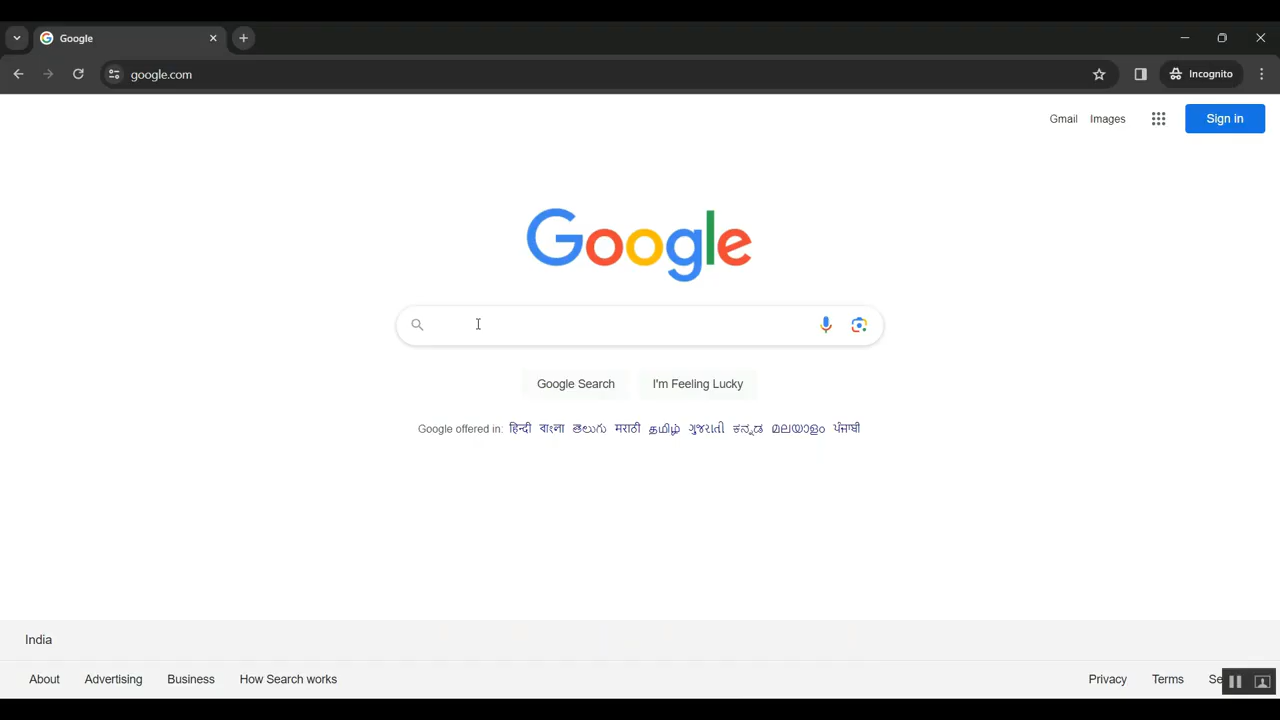 Google
google.com
Incognito
Gmail Images
Sign in
Google
Google Search I'm Feeling Lucky
Google offered in: हिन्दी বাংলা తెలుగు मराठी தமிழ் ગુજરાતી ಕನ್ನಡ മലയാളം ਪੰਜਾਬੀ
India
About Advertising Business How Search works Privacy Terms